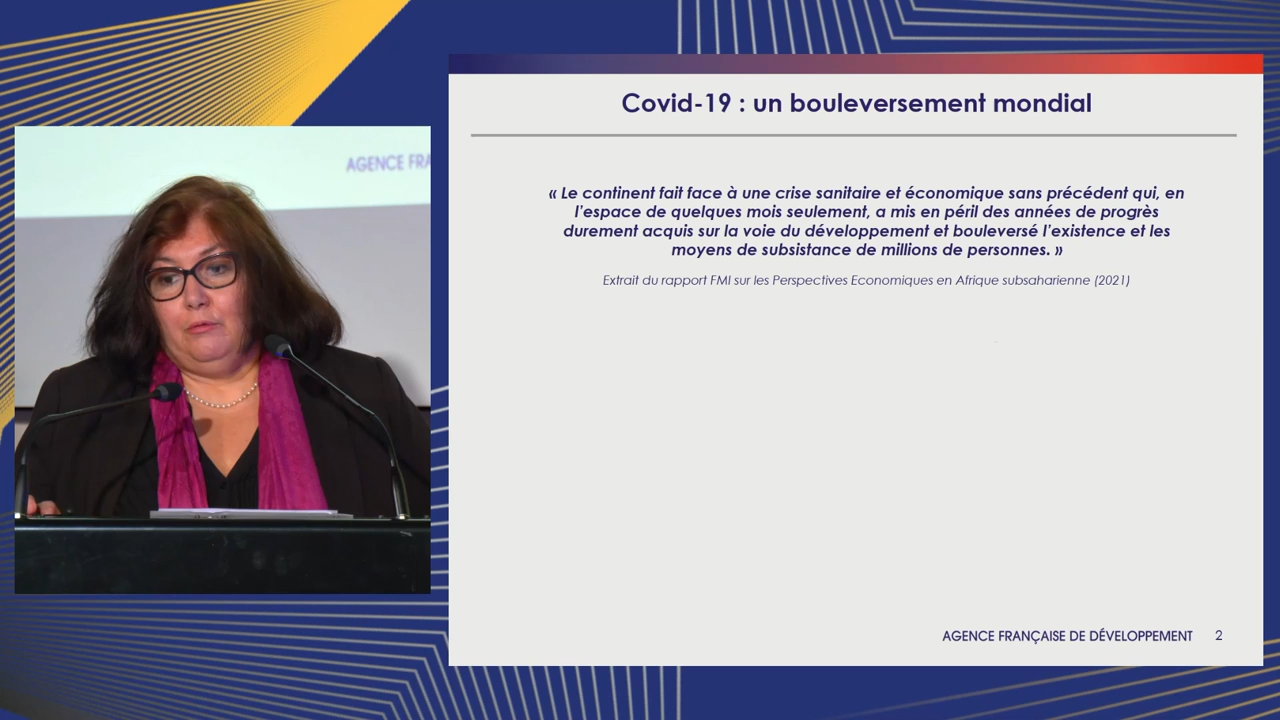 AGENCE FRA
Covid-19 : un bouleversement mondial
« Le continent fait face à une crise sanitaire et économique sans précédent qui, en
l'espace de quelques mois seulement, a mis en péril des années de progrès
durement acquis sur la voie du développement et bouleversé l'existence et les
moyens de subsistance de millions de personnes. »
Extrait du rapport FMI sur les Perspectives Economiques en Afrique subsaharienne (2021)
AGENCE FRANÇAISE DE DÉVELOPPEMENT 2